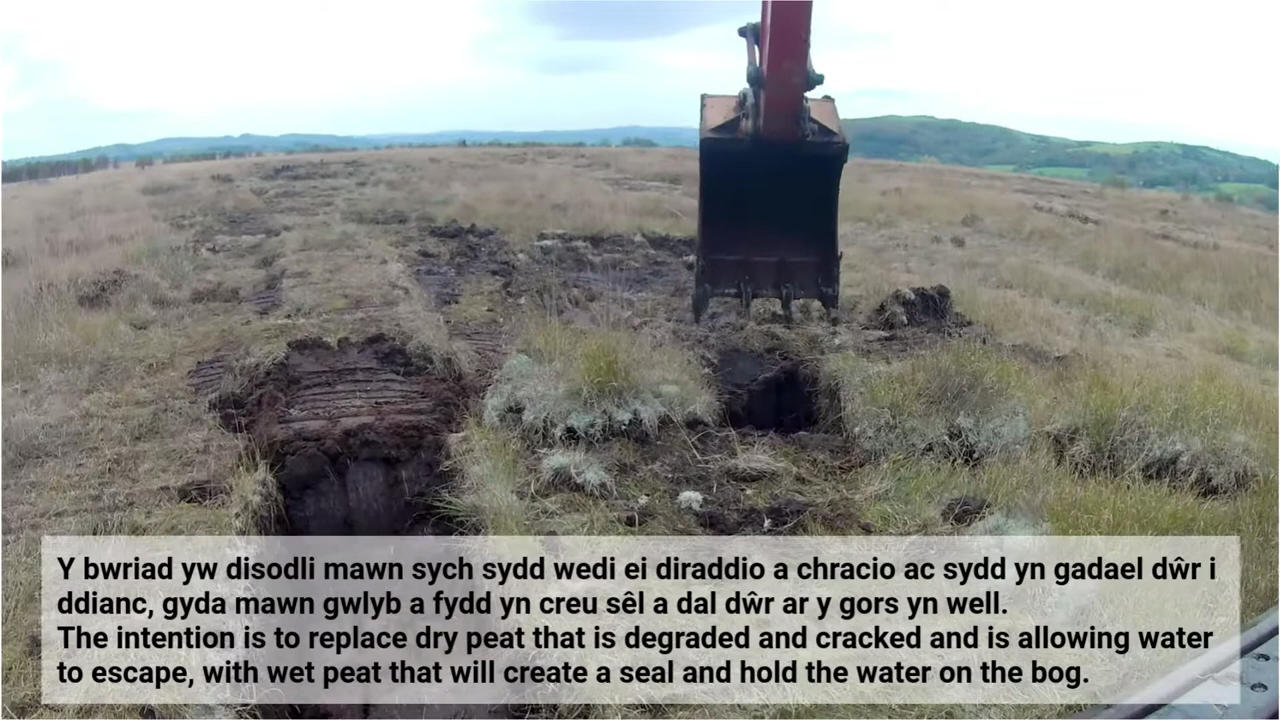 Y bwriad yw disodli mawn sych sydd wedi ei diraddio a chracio ac sydd yn gadael dŵr i
ddianc, gyda mawn gwlyb a fydd yn creu sêl a dal dŵr ar y gors yn well.
The intention is to replace dry peat that is degraded and cracked and is allowing water
to escape, with wet peat that will create a seal and hold the water on the bog.